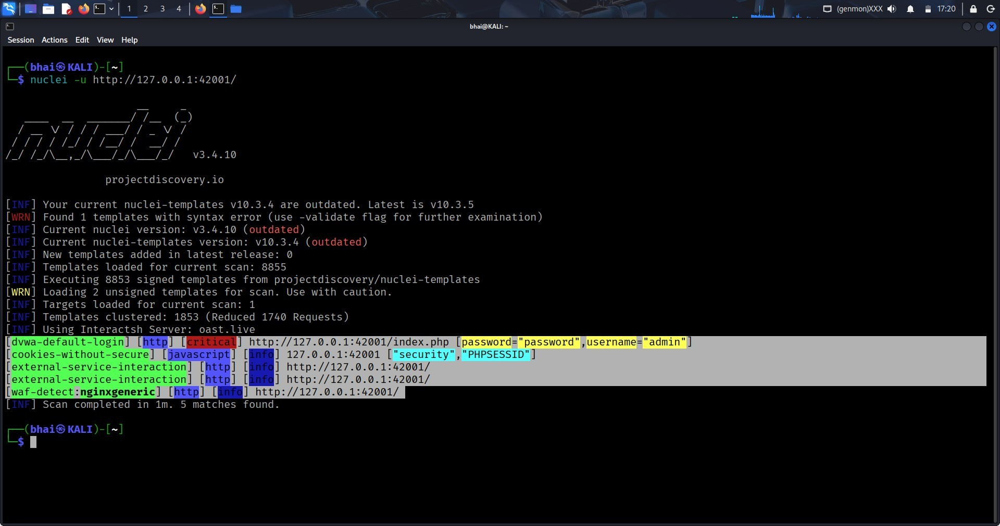 1 2 3 4 (genmon)XXX 17:20
bhai@KALI: ~
Session Actions Edit View Help
┌──(bhai㉿KALI)-[~]
└─$ nuclei -u http://127.0.0.1:42001/
nuclei v3.4.10
projectdiscovery.io
[INF] Your current nuclei-templates v10.3.4 are outdated. Latest is v10.3.5
[WRN] Found 1 templates with syntax error (use -validate flag for further examination)
[INF] Current nuclei version: v3.4.10 (outdated)
[INF] Current nuclei-templates version: v10.3.4 (outdated)
[INF] New templates added in latest release: 0
[INF] Templates loaded for current scan: 8855
[INF] Executing 8853 signed templates from projectdiscovery/nuclei-templates
[WRN] Loading 2 unsigned templates for scan. Use with caution.
[INF] Targets loaded for current scan: 1
[INF] Templates clustered: 1853 (Reduced 1740 Requests)
[INF] Using Interactsh Server: oast.live
[dvwa-default-login] [http] [critical] http://127.0.0.1:42001/index.php [password="password",username="admin"]
[cookies-without-secure] [javascript] [info] 127.0.0.1:42001 ["security","PHPSESSID"]
[external-service-interaction] [http] [info] http://127.0.0.1:42001/
[external-service-interaction] [http] [info] http://127.0.0.1:42001/
[waf-detect:nginxgeneric] [http] [info] http://127.0.0.1:42001/
[INF] Scan completed in 1m. 5 matches found.
┌──(bhai㉿KALI)-[~]
└─$